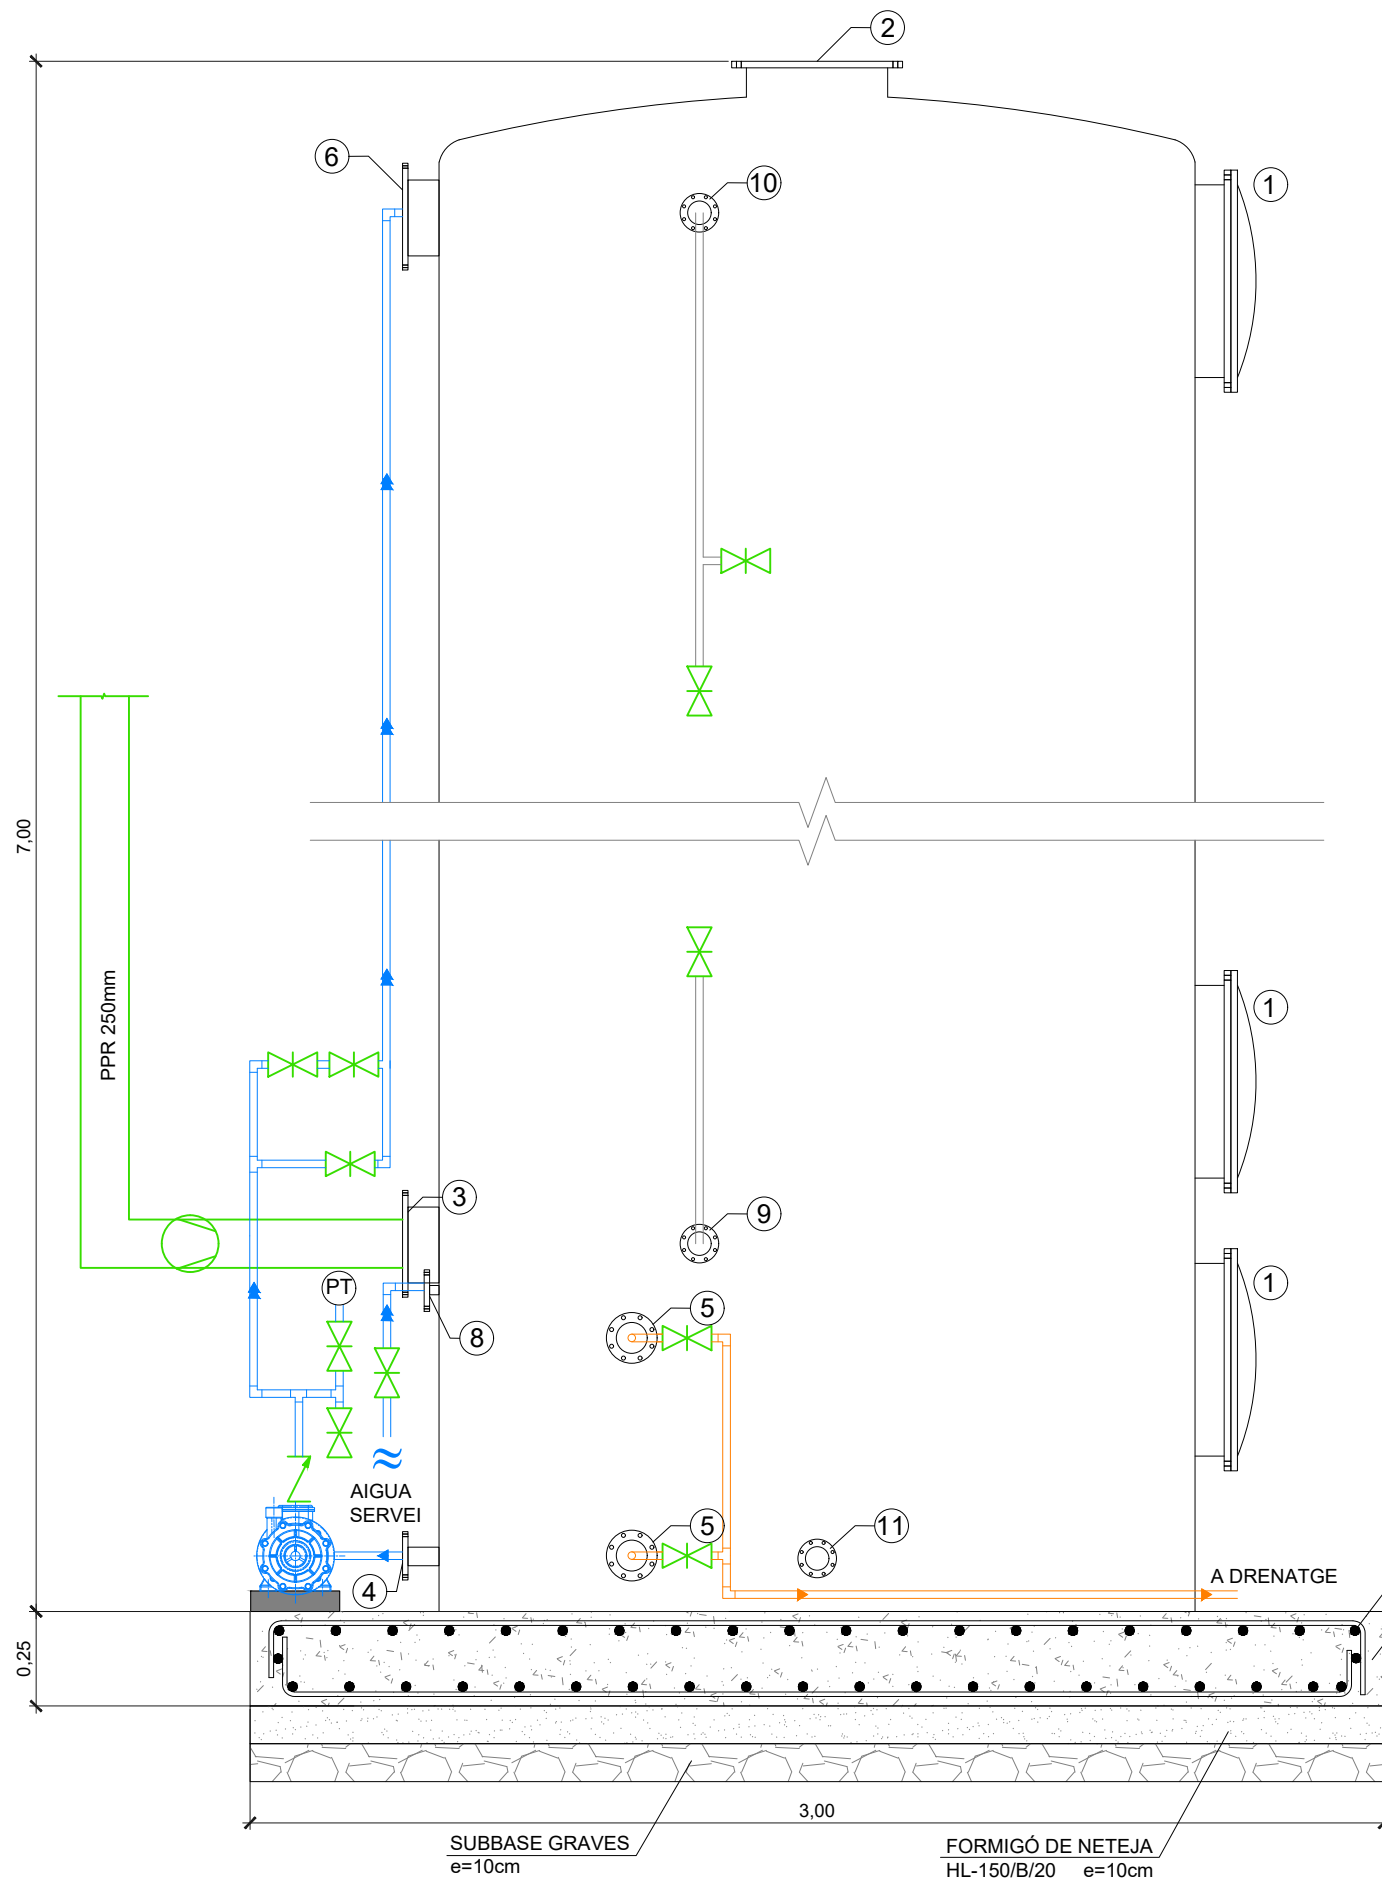 2
6
10
1
7,00
PPR 250mm
1
3
9
1
PT
8
5
AIGUA
SERVEI
5
11
4
A DRENATGE
0,25
3,00
SUBBASE GRAVES
e=10cm
FORMIGÓ DE NETEJA
HL-150/B/20 e=10cm